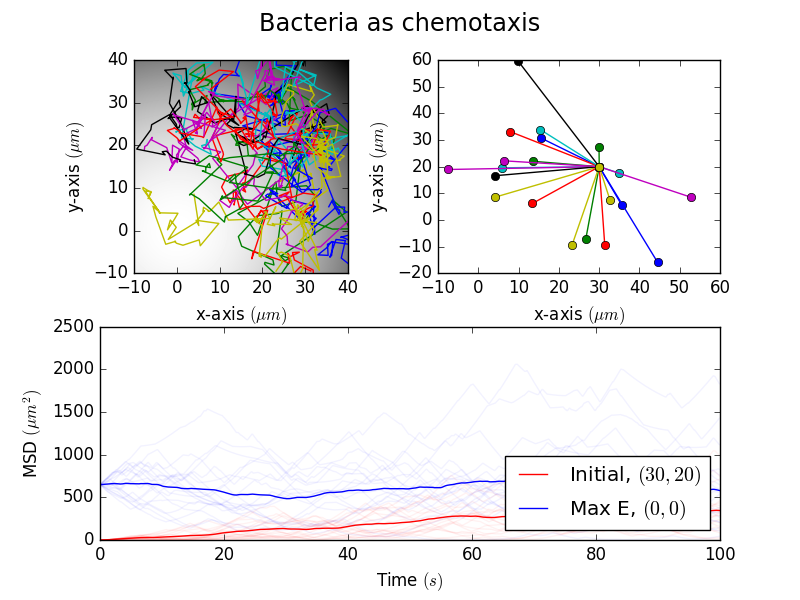 Bacteria as chemotaxis
40
30
20
10
0
−10
−10 0 10 20 30 40
y-axis (μm)
x-axis (μm)
60
50
40
30
20
10
0
−10
−20
−10 0 10 20 30 40 50 60
y-axis (μm)
x-axis (μm)
2500
2000
1500
1000
500
0
MSD (μm²)
Initial, (30, 20)
Max E, (0, 0)
0 20 40 60 80 100
Time (s)